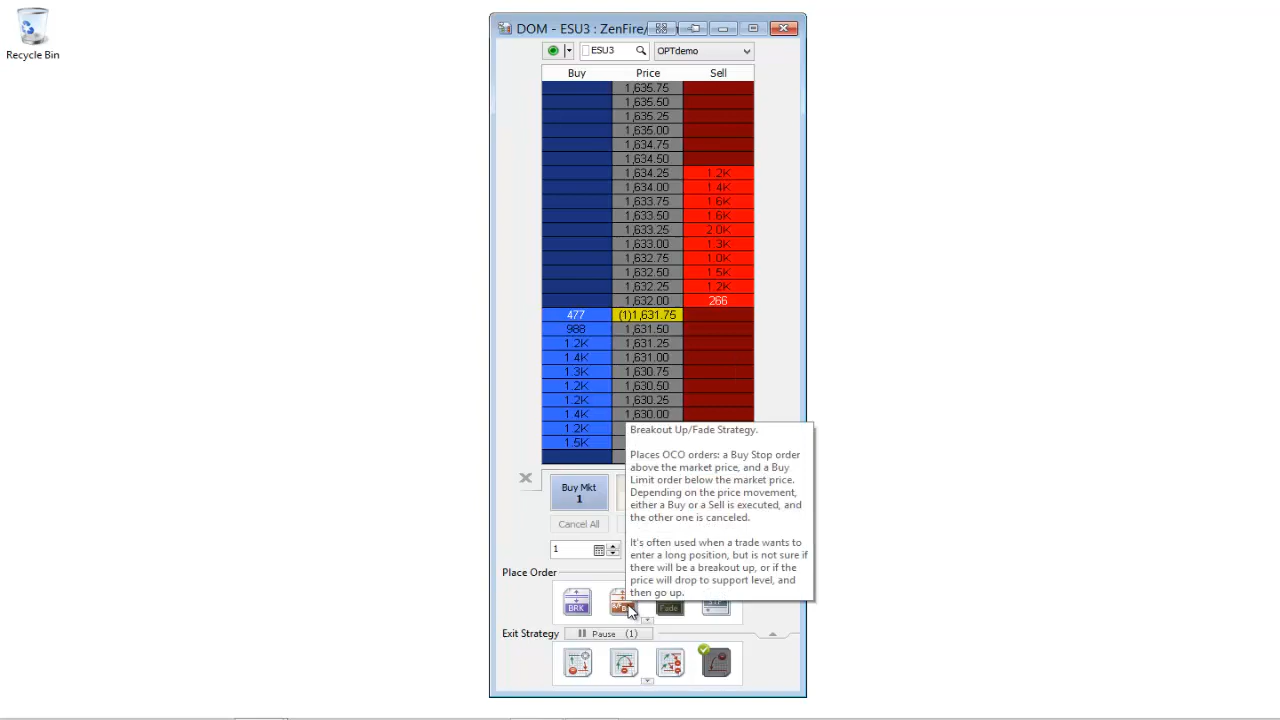 Recycle Bin
DOM - ESU3 : ZenFire/
ESU3
OPTdemo
Buy Price Sell
1,635.75
1,635.50
1,635.25
1,635.00
1,634.75
1,634.50
1,634.25 1.2K
1,634.00 1.4K
1,633.75 1.6K
1,633.50 1.6K
1,633.25 2.0K
1,633.00 1.3K
1,632.75 1.0K
1,632.50 1.5K
1,632.25 1.2K
1,632.00 266
477 (1)1,631.75
988 1,631.50
1.2K 1,631.25
1.4K 1,631.00
1.3K 1,630.75
1.2K 1,630.50
1.2K 1,630.25
1.4K 1,630.00
1.2K
1.5K
Breakout Up/Fade Strategy.
Places OCO orders: a Buy Stop order
above the market price, and a Buy
Limit order below the market price.
Depending on the price movement,
either a Buy or a Sell is executed, and
the other one is canceled.
It's often used when a trade wants to
enter a long position, but is not sure if
there will be a breakout up, or if the
price will drop to support level, and
then go up.
Buy Mkt
1
Cancel All
1
Place Order
BRK
Fade
Exit Strategy
Pause (1)